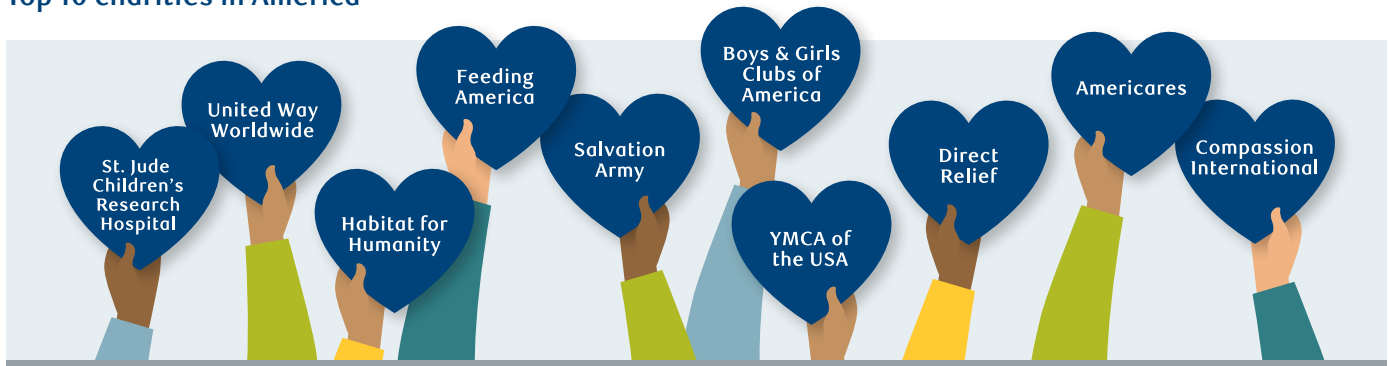 Top 10 charities in America
St. Jude
Children's
Research
Hospital
United Way
Worldwide
Habitat for
Humanity
Feeding
America
Salvation
Army
Boys & Girls
Clubs of
America
YMCA of
the USA
Direct
Relief
Americares
Compassion
International